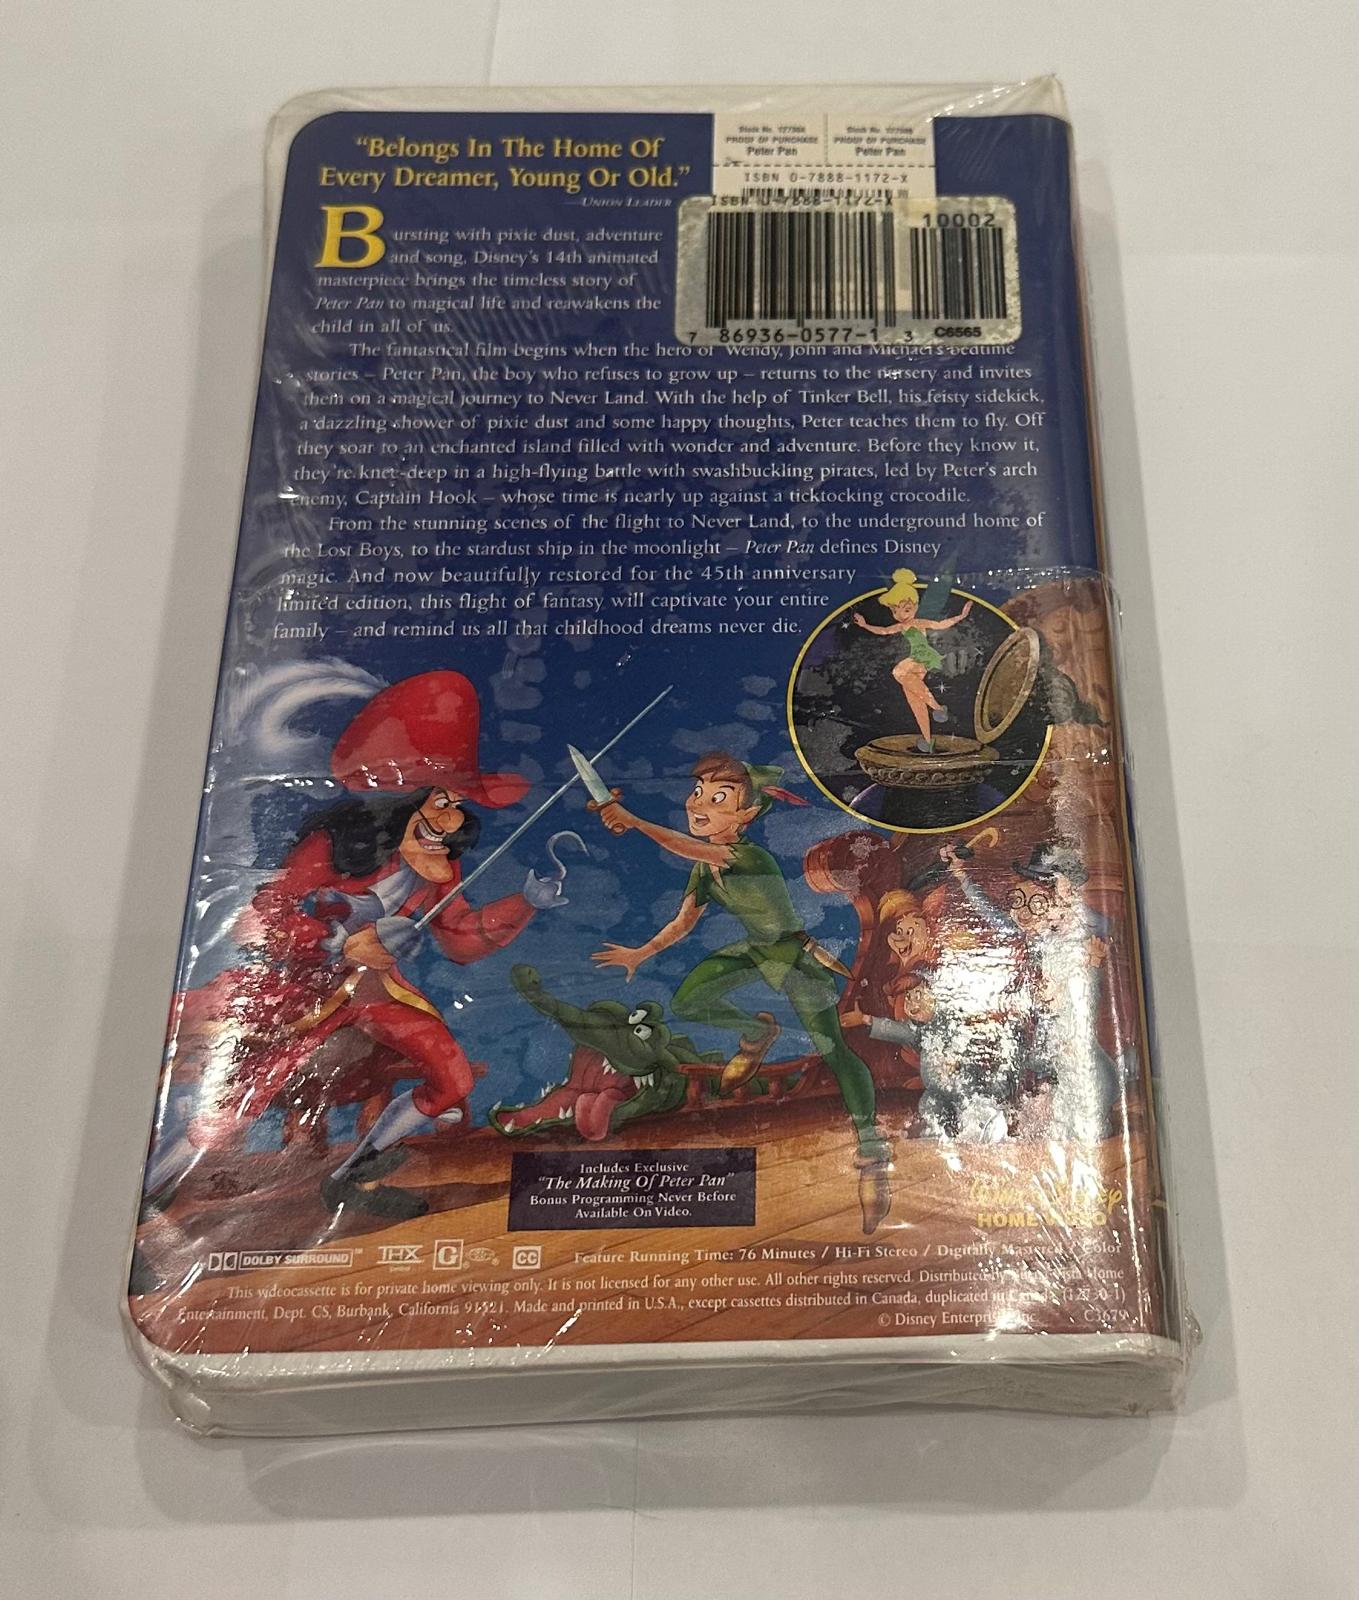 "Belongs In The Home Of
Every Dreamer, Young Or Old."
—UNION LEADER
Bursting with pixie dust, adventure
and song, Disney's 14th animated
masterpiece brings the timeless story of
Peter Pan to magical life and reawakens the
child in all of us.
PROOF OF PURCHASE PROOF OF PURCHASE
Peter Pan Peter Pan
ISBN 0-7888-1172-X
ISBN 0-7888-1172-X
10002
7 86936-0577-1 3 C6565
The fantastical film begins when the hero of Wendy, John and Michael's bedtime
stories – Peter Pan, the boy who refuses to grow up – returns to the nursery and invites
them on a magical journey to Never Land. With the help of Tinker Bell, his feisty sidekick,
a dazzling shower of pixie dust and some happy thoughts, Peter teaches them to fly. Off
they soar to an enchanted island filled with wonder and adventure. Before they know it,
they're knee-deep in a high-flying battle with swashbuckling pirates, led by Peter's arch
enemy, Captain Hook – whose time is nearly up against a ticktocking crocodile.
From the stunning scenes of the flight to Never Land, to the underground home of
the Lost Boys, to the stardust ship in the moonlight – Peter Pan defines Disney
magic. And now beautifully restored for the 45th anniversary
limited edition, this flight of fantasy will captivate your entire
family – and remind us all that childhood dreams never die.
Includes Exclusive
"The Making Of Peter Pan"
Bonus Programming Never Before
Available On Video.
Walt Disney
HOME VIDEO
DOLBY SURROUND™ THX G CC Feature Running Time: 76 Minutes / Hi-Fi Stereo / Digitally Mastered / Color
This videocassette is for private home viewing only. It is not licensed for any other use. All other rights reserved. Distributed by Buena Vista Home
Entertainment, Dept. CS, Burbank, California 91521. Made and printed in U.S.A., except cassettes distributed in Canada, duplicated in Canada. (12730-1)
© Disney Enterprises, Inc. C3679